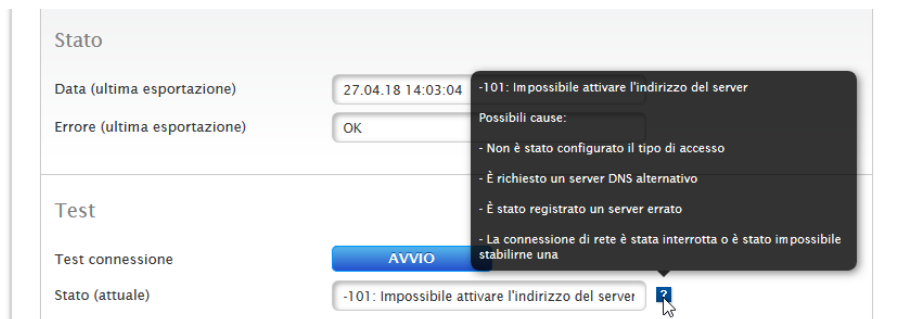 Stato
Data (ultima esportazione)
27.04.18 14:03:04
Errore (ultima esportazione)
OK
-101: Impossibile attivare l'indirizzo del server
Possibili cause:
- Non è stato configurato il tipo di accesso
- È richiesto un server DNS alternativo
- È stato registrato un server errato
- La connessione di rete è stata interrotta o è stato impossibile
stabilirne una
Test
Test connessione
AVVIO
Stato (attuale)
-101: Impossibile attivare l'indirizzo del server
?